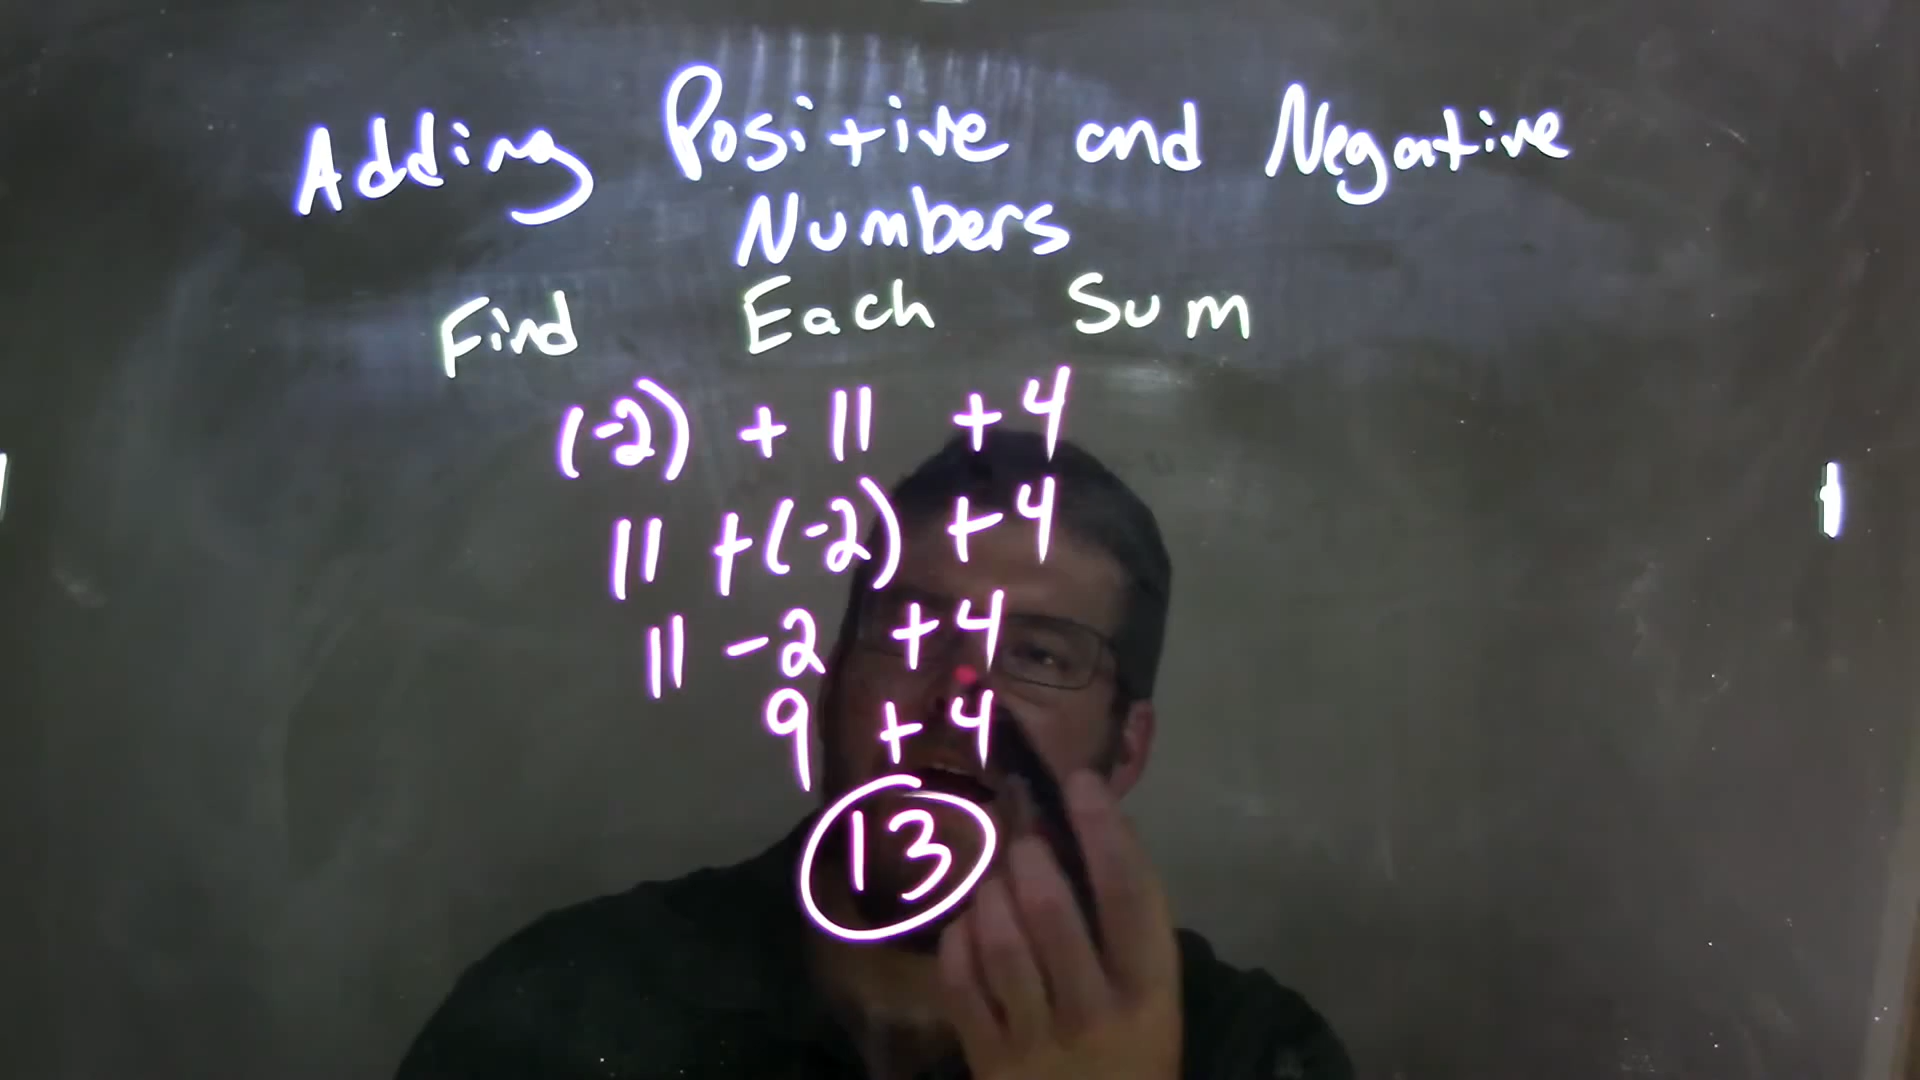 Adding Positive and Negative
Numbers
Find Each Sum
(-2) + 11 + 4
11 + (-2) + 4
11 - 2 + 4
9 + 4
13